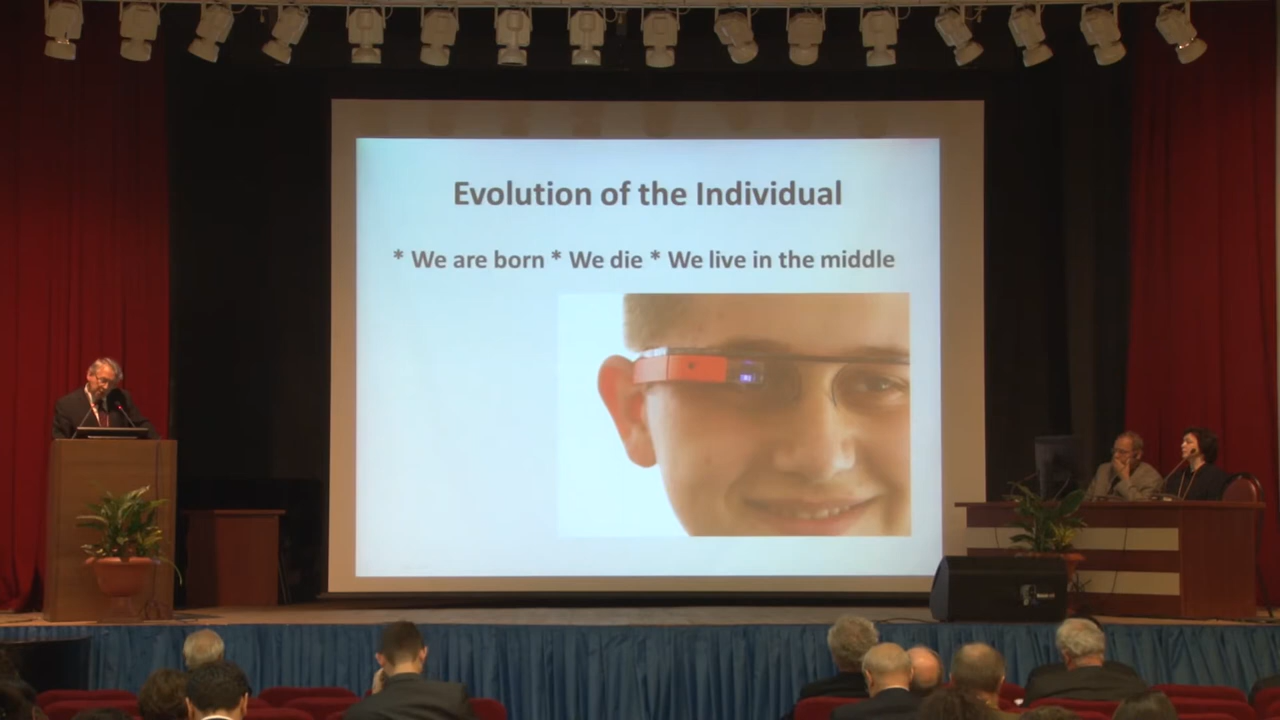 Evolution of the Individual
* We are born * We die * We live in the middle